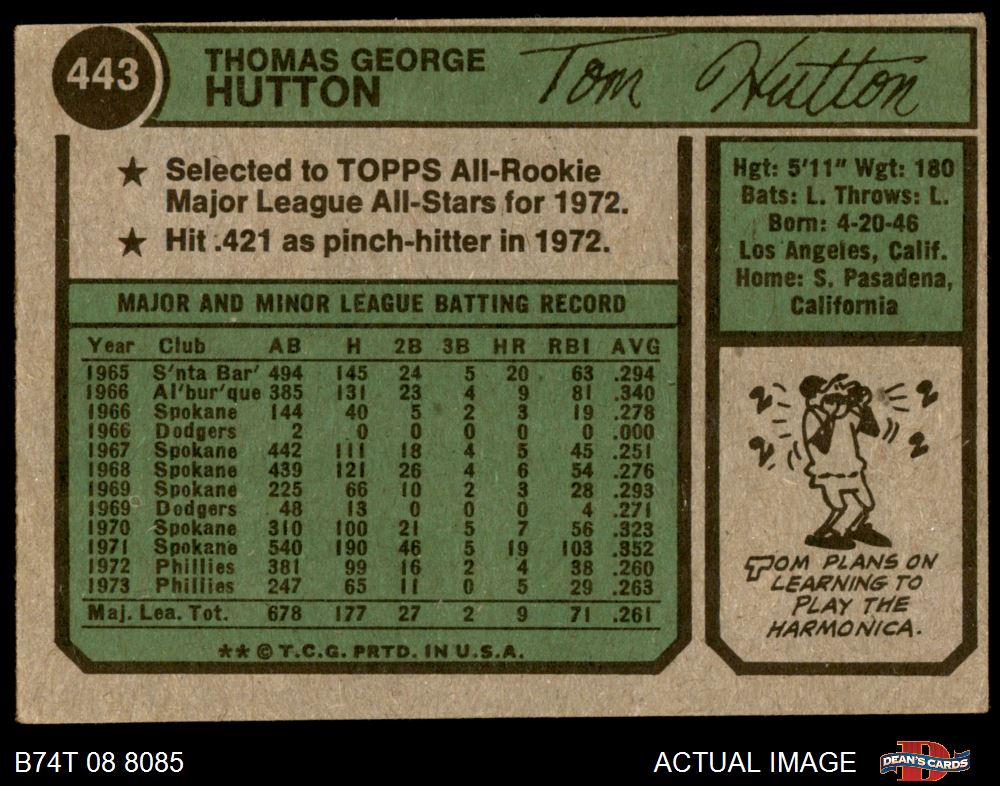 443
THOMAS GEORGE
HUTTON
Tom Hutton
★ Selected to TOPPS All-Rookie
Major League All-Stars for 1972.
★ Hit .421 as pinch-hitter in 1972.
Hgt: 5'11" Wgt: 180
Bats: L. Throws: L.
Born: 4-20-46
Los Angeles, Calif.
Home: S. Pasadena,
California
MAJOR AND MINOR LEAGUE BATTING RECORD
Year Club AB H 2B 3B HR RBI AVG
1965 S'nta Bar' 494 145 24 5 20 63 .294
1966 Al'bur'que 385 131 23 4 9 81 .340
1966 Spokane 144 40 5 2 3 19 .278
1966 Dodgers 2 0 0 0 0 0 .000
1967 Spokane 442 111 18 4 5 45 .251
1968 Spokane 439 121 26 4 6 54 .276
1969 Spokane 225 66 10 2 3 28 .293
1969 Dodgers 48 13 0 0 0 4 .271
1970 Spokane 310 100 21 5 7 56 .323
1971 Spokane 540 190 46 5 19 103 .352
1972 Phillies 381 99 16 2 4 38 .260
1973 Phillies 247 65 11 0 5 29 .263
Maj. Lea. Tot. 678 177 27 2 9 71 .261
** © T.C.G. PRTD. IN U.S.A.
TOM PLANS ON
LEARNING TO
PLAY THE
HARMONICA.
B74T 08 8085
ACTUAL IMAGE
DEAN'S CARDS